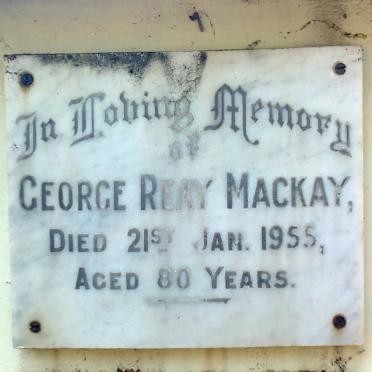 In Loving Memory
of
GEORGE REAY MACKAY,
DIED 21ST JAN. 1955,
AGED 80 YEARS.